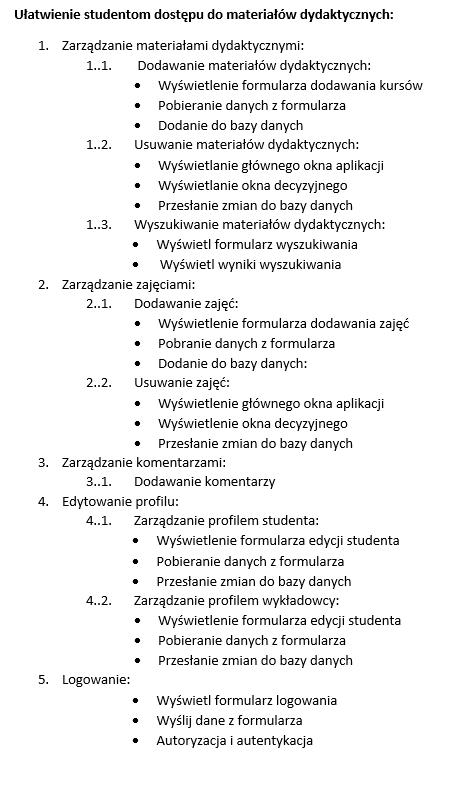 Ułatwienie studentom dostępu do materiałów dydaktycznych:
1. Zarządzanie materiałami dydaktycznymi:
1..1. Dodawanie materiałów dydaktycznych:
• Wyświetlenie formularza dodawania kursów
• Pobieranie danych z formularza
• Dodanie do bazy danych
1..2. Usuwanie materiałów dydaktycznych:
• Wyświetlanie głównego okna aplikacji
• Wyświetlanie okna decyzyjnego
• Przesłanie zmian do bazy danych
1..3. Wyszukiwanie materiałów dydaktycznych:
• Wyświetl formularz wyszukiwania
• Wyświetl wyniki wyszukiwania
2. Zarządzanie zajęciami:
2..1. Dodawanie zajęć:
• Wyświetlenie formularza dodawania zajęć
• Pobranie danych z formularza
• Dodanie do bazy danych:
2..2. Usuwanie zajęć:
• Wyświetlenie głównego okna aplikacji
• Wyświetlenie okna decyzyjnego
• Przesłanie zmian do bazy danych
3. Zarządzanie komentarzami:
3..1. Dodawanie komentarzy
4. Edytowanie profilu:
4..1. Zarządzanie profilem studenta:
• Wyświetlenie formularza edycji studenta
• Pobieranie danych z formularza
• Przesłanie zmian do bazy danych
4..2. Zarządzanie profilem wykładowcy:
• Wyświetlenie formularza edycji studenta
• Pobieranie danych z formularza
• Przesłanie zmian do bazy danych
5. Logowanie:
• Wyświetl formularz logowania
• Wyślij dane z formularza
• Autoryzacja i autentykacja